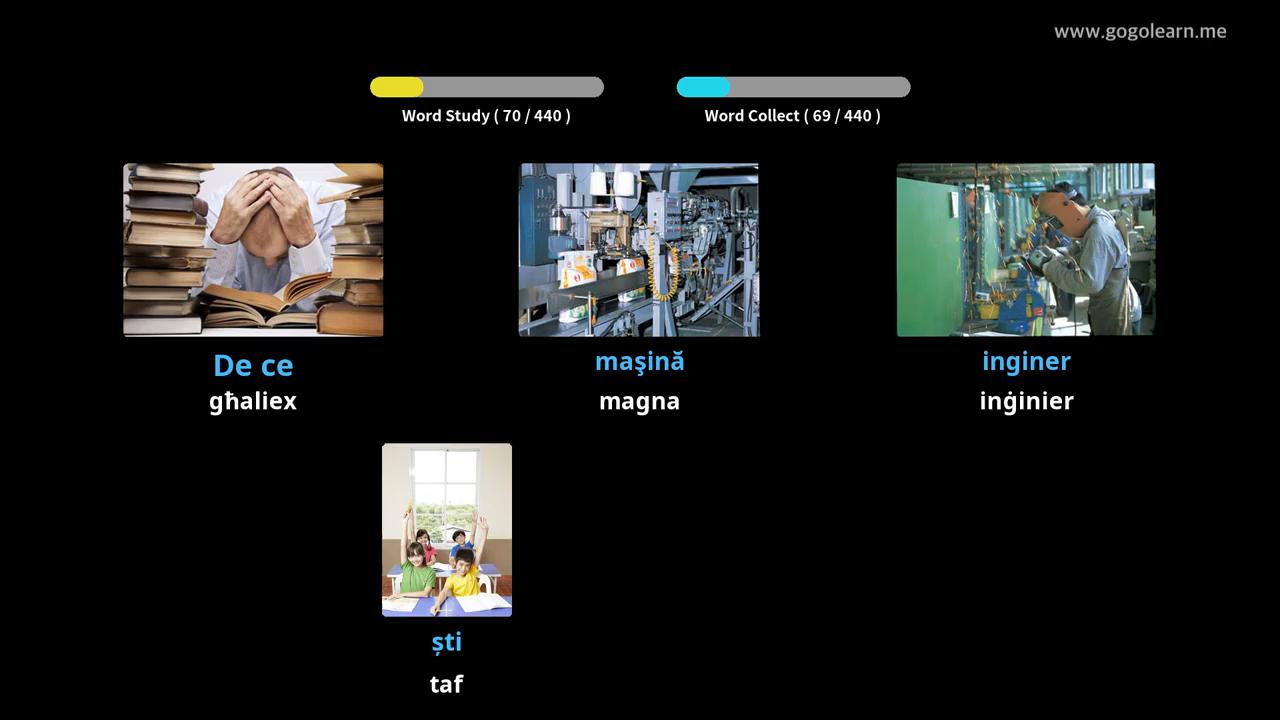 www.gogolearn.me
Word Study ( 70 / 440 )
Word Collect ( 69 / 440 )
De ce
għaliex
maşină
magna
inginer
inġinier
ști
taf